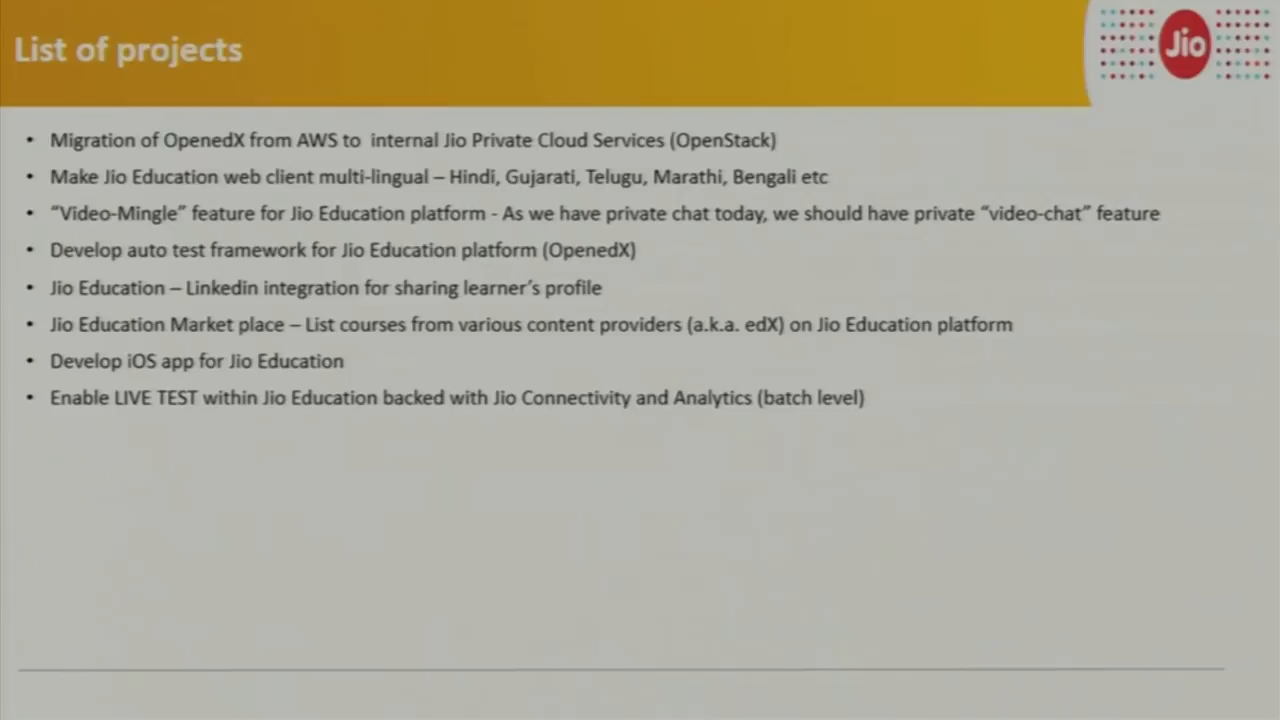 List of projects
Jio
• Migration of OpenedX from AWS to internal Jio Private Cloud Services (OpenStack)
• Make Jio Education web client multi-lingual – Hindi, Gujarati, Telugu, Marathi, Bengali etc
• “Video-Mingle” feature for Jio Education platform - As we have private chat today, we should have private “video-chat” feature
• Develop auto test framework for Jio Education platform (OpenedX)
• Jio Education – Linkedin integration for sharing learner’s profile
• Jio Education Market place – List courses from various content providers (a.k.a. edX) on Jio Education platform
• Develop iOS app for Jio Education
• Enable LIVE TEST within Jio Education backed with Jio Connectivity and Analytics (batch level)